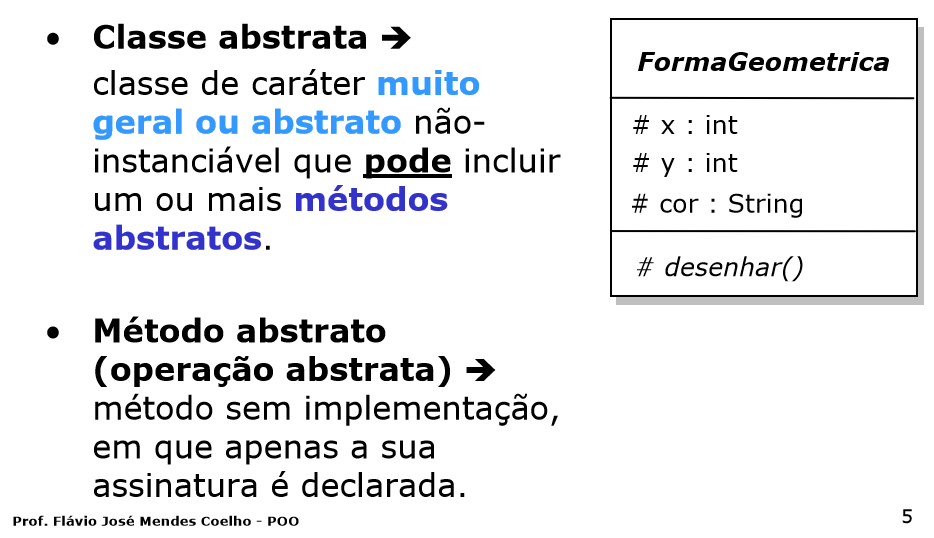 • Classe abstrata ➔
classe de caráter muito
geral ou abstrato não-
instanciável que pode incluir
um ou mais métodos
abstratos.
• Método abstrato
(operação abstrata) ➔
método sem implementação,
em que apenas a sua
assinatura é declarada.
FormaGeometrica
# x : int
# y : int
# cor : String
# desenhar()
Prof. Flávio José Mendes Coelho - POO
5